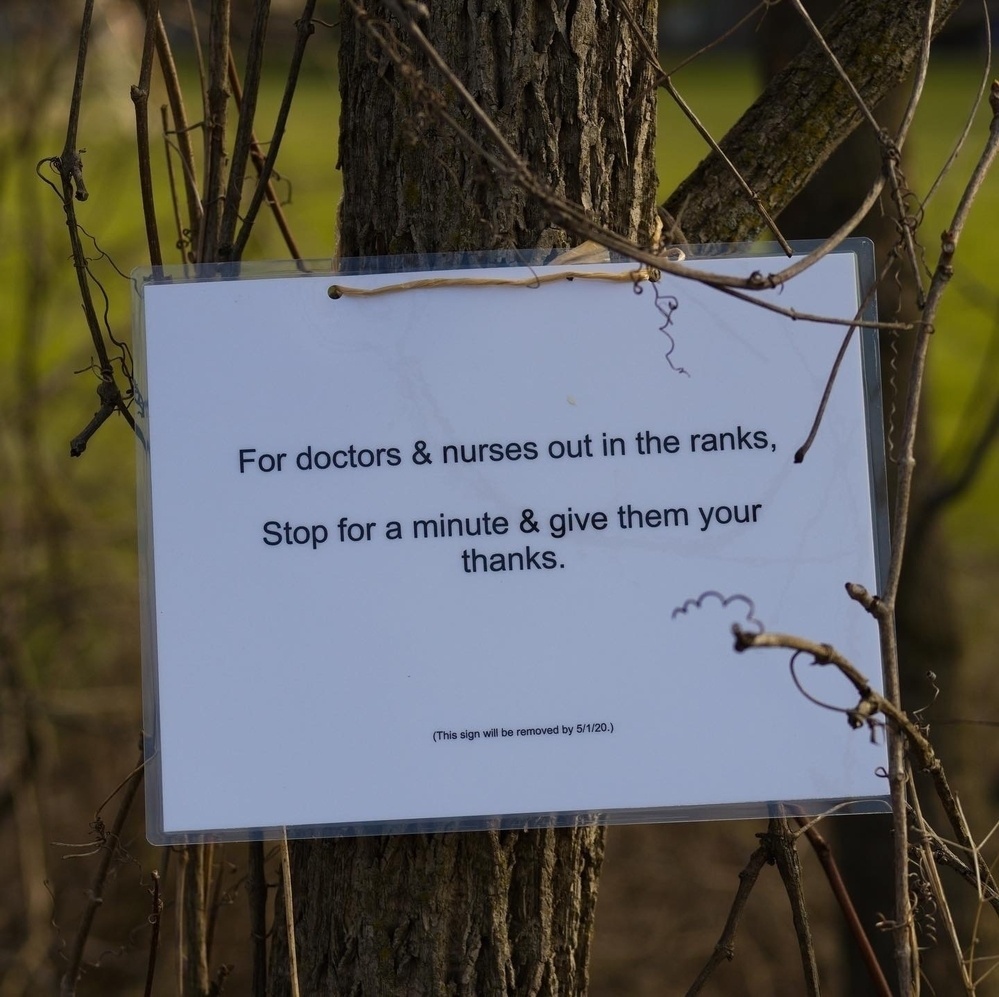 For doctors & nurses out in the ranks,
Stop for a minute & give them your
thanks.
(This sign will be removed by 5/1/20.)